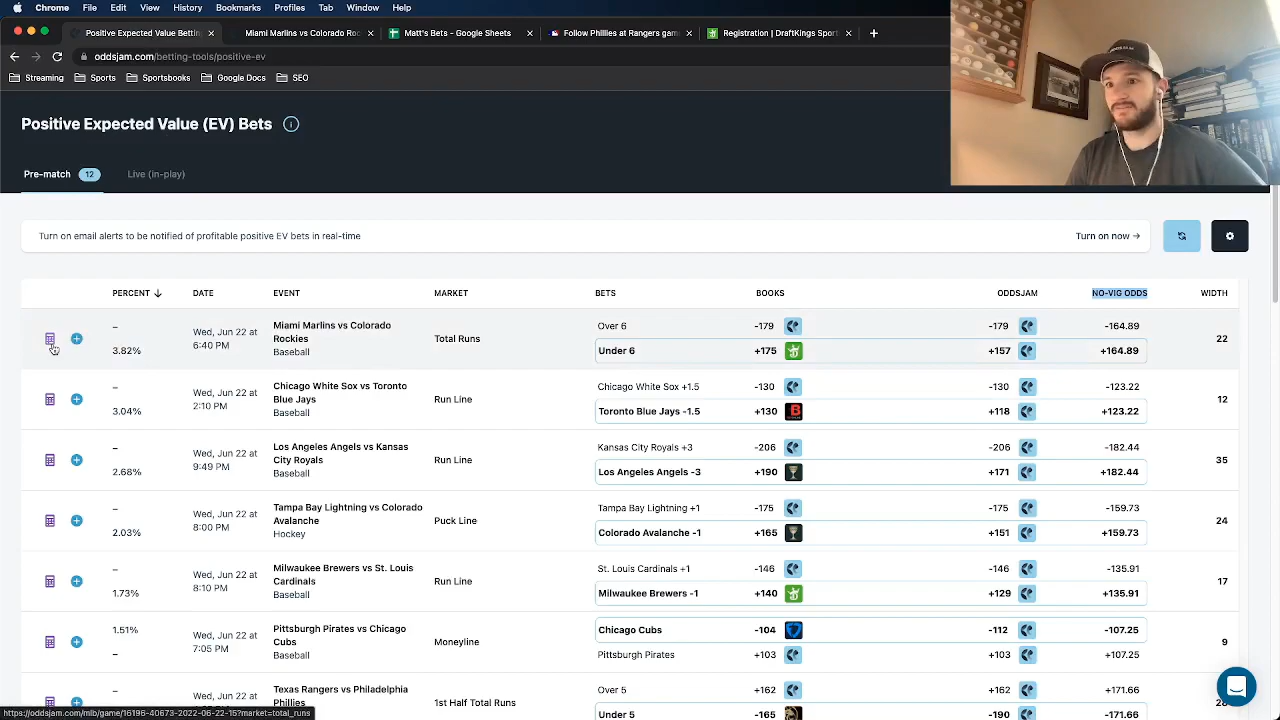 Chrome File Edit View History Bookmarks Profiles Tab Window Help
Positive Expected Value Bettin
Google Sheets
DraftKings Sport
oddsjam.com/betting-tools/positive-ev
Streaming Sports Sportsbooks Google Docs SEO
Positive Expected Value (EV) Bets
Pre-match 12 Live (in-play)
Turn on email alerts to be notified of profitable positive EV bets in real-time Turn on now →
PERCENT ↓ DATE EVENT MARKET BETS BOOKS ODDSJAM NO-VIG ODDS WIDTH
– Wed, Jun 22 at Miami Marlins vs Colorado Over 6 -179 -179 -164.89
3.82% 6:40 PM Rockies Total Runs Under 6 +175 +157 +164.89 22
Baseball
– Wed, Jun 22 at Chicago White Sox vs Toronto Chicago White Sox +1.5 -130 -130 -123.22
3.04% 2:10 PM Blue Jays Run Line Toronto Blue Jays -1.5 +130 +118 +123.22 12
Baseball
– Wed, Jun 22 at Los Angeles Angels vs Kansas Kansas City Royals +3 -206 -206 -182.44
2.68% 9:49 PM City Royals Run Line Los Angeles Angels -3 +190 +171 +182.44 35
Baseball
– Wed, Jun 22 at Tampa Bay Lightning vs Colorado Tampa Bay Lightning +1 -175 -175 -159.73
2.03% 8:00 PM Avalanche Puck Line Colorado Avalanche -1 +165 +151 +159.73 24
Hockey
– Wed, Jun 22 at Milwaukee Brewers vs St. Louis St. Louis Cardinals +1 -146 -146 -135.91
1.73% 8:10 PM Cardinals Run Line Milwaukee Brewers -1 +140 +129 +135.91 17
Baseball
1.51% Wed, Jun 22 at Pittsburgh Pirates vs Chicago Chicago Cubs -104 -112 -107.25
– 7:05 PM Cubs Moneyline Pittsburgh Pirates +103 +103 +107.25 9
Baseball
– Wed, Jun 22 at Texas Rangers vs Philadelphia Over 5 +162 +162 +171.66
Phillies 1st Half Total Runs Under 5 -165 -190 -171.66